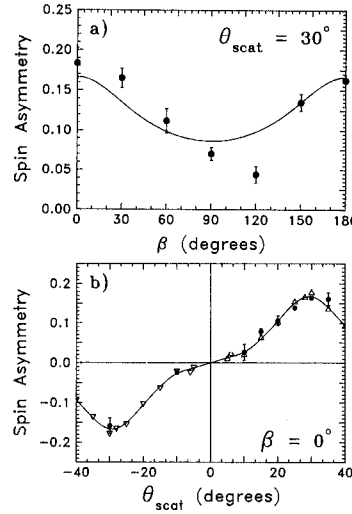 a)
θscat = 30°
0.25
0.20
0.15
0.10
0.05
0.00
Spin Asymmetry
0 30 60 90 120 150 180
β (degrees)
b)
0.2
0.1
0.0
-0.1
-0.2
Spin Asymmetry
β = 0°
-40 -20 0 20 40
θscat (degrees)